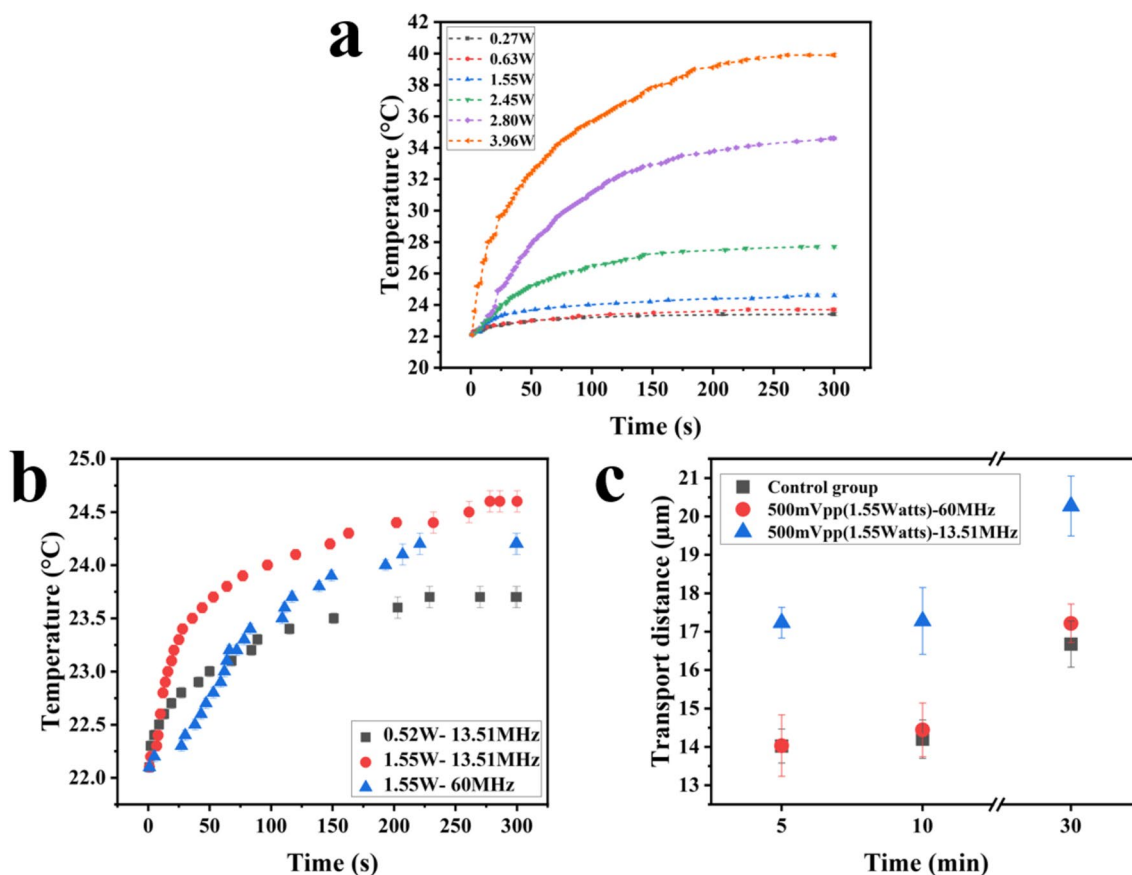 a
42
40
38
36
34
32
30
28
26
24
22
20
Temperature (°C)
0.27W
0.63W
1.55W
2.45W
2.80W
3.96W
0 50 100 150 200 250 300
Time (s)
b
25.0
24.5
24.0
23.5
23.0
22.5
22.0
Temperature (°C)
0.52W- 13.51MHz
1.55W- 13.51MHz
1.55W- 60MHz
0 50 100 150 200 250 300
Time (s)
c
21
20
19
18
17
16
15
14
13
Transport distance (μm)
Control group
500mVpp(1.55Watts)-60MHz
500mVpp(1.55Watts)-13.51MHz
5 10 30
Time (min)